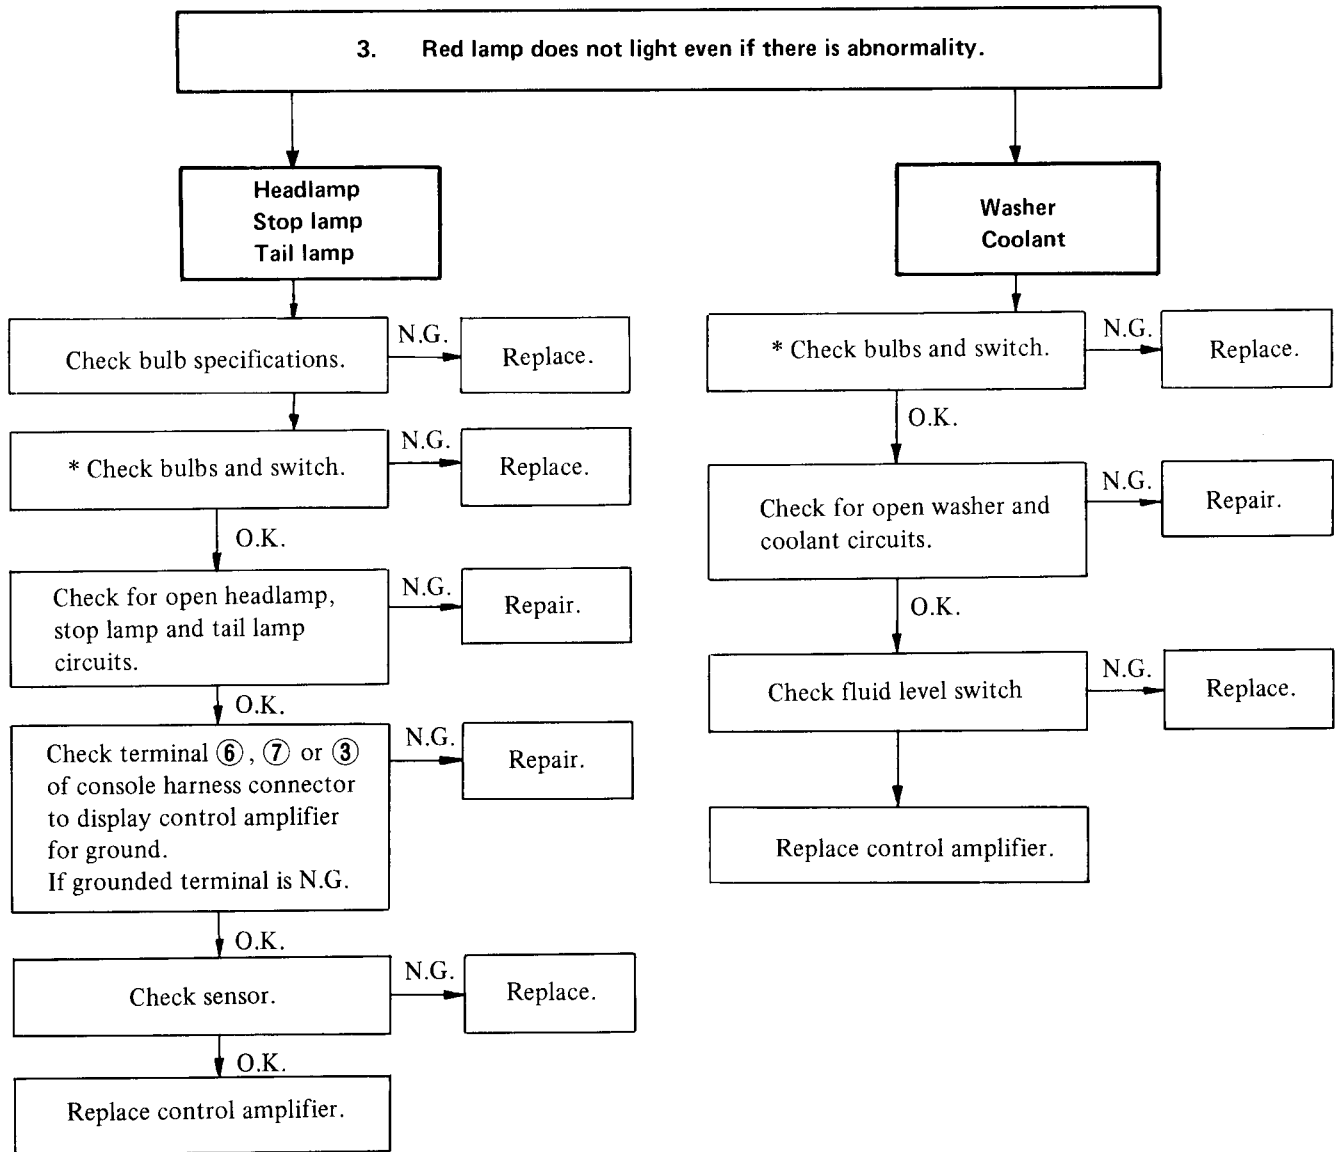 3. Red lamp does not light even if there is abnormality.
Headlamp
Stop lamp
Tail lamp
Check bulb specifications.
N.G.
Replace.
* Check bulbs and switch.
N.G.
Replace.
O.K.
Check for open headlamp,
stop lamp and tail lamp
circuits.
N.G.
Repair.
O.K.
Check terminal ⑥, ⑦ or ③
of console harness connector
to display control amplifier
for ground.
If grounded terminal is N.G.
N.G.
Repair.
O.K.
Check sensor.
N.G.
Replace.
O.K.
Replace control amplifier.
Washer
Coolant
* Check bulbs and switch.
N.G.
Replace.
O.K.
Check for open washer and
coolant circuits.
N.G.
Repair.
O.K.
Check fluid level switch
N.G.
Replace.
Replace control amplifier.